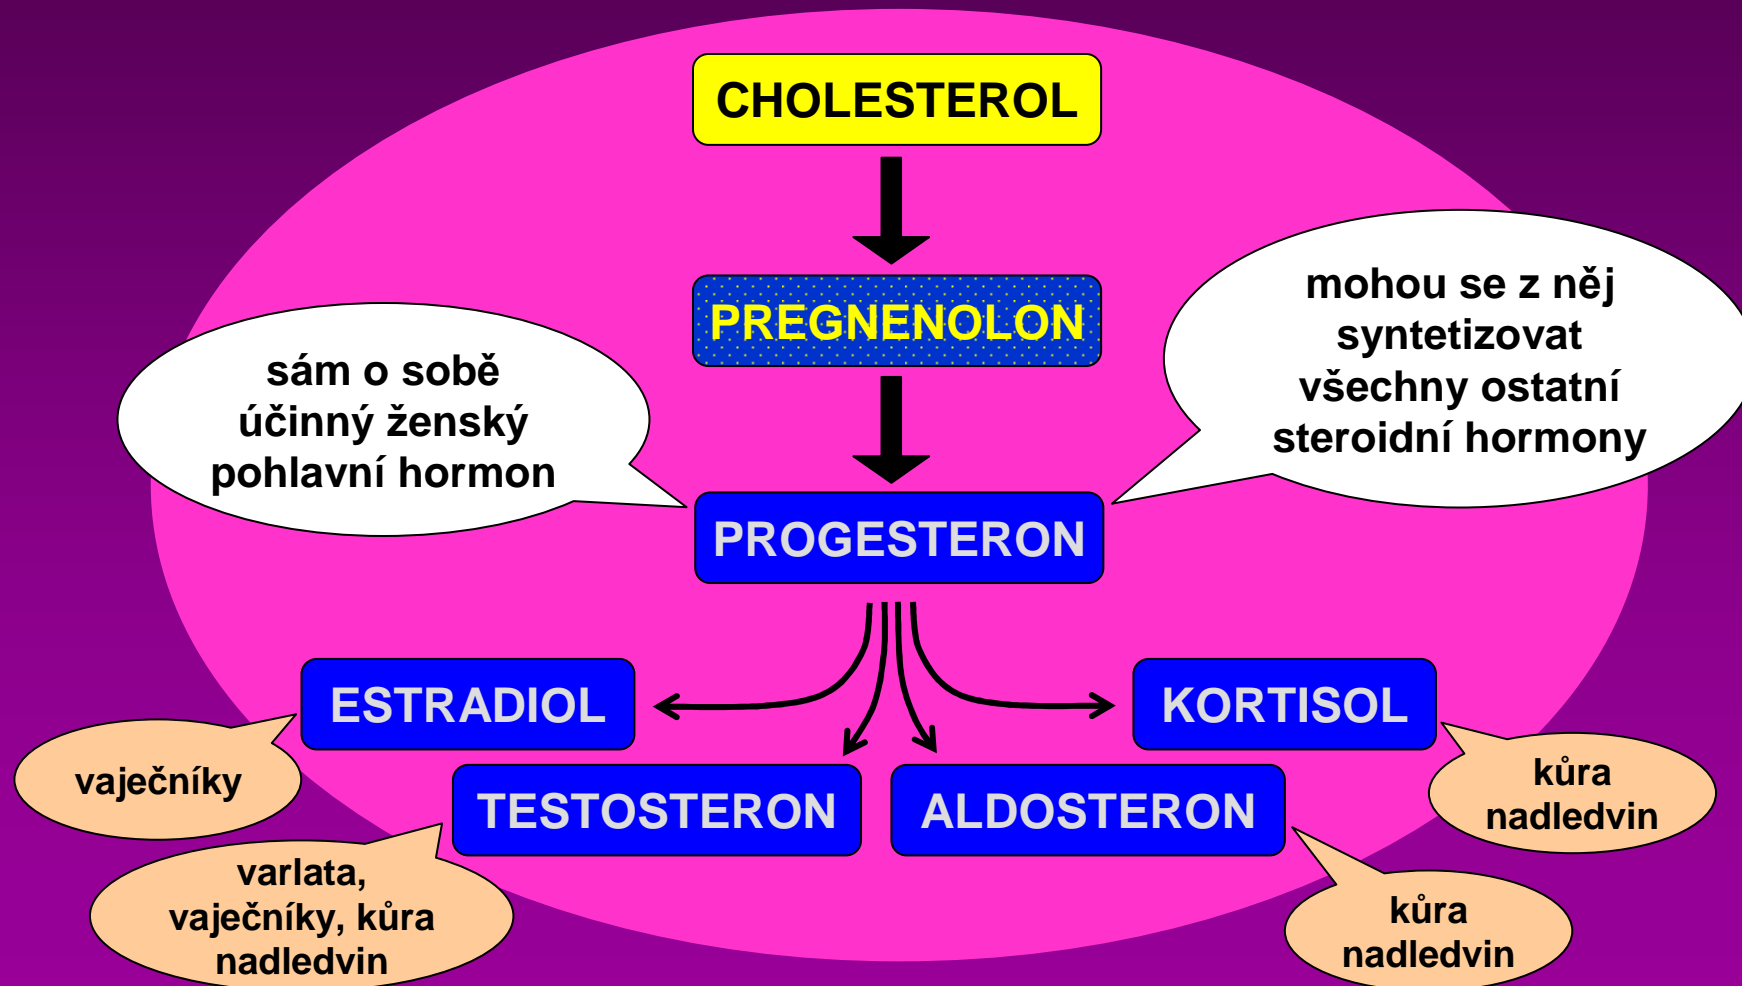 CHOLESTEROL
PREGNENOLON
mohou se z něj
syntetizovat
všechny ostatní
steroidní hormony
sám o sobě
účinný ženský
pohlavní hormon
PROGESTERON
ESTRADIOL
KORTISOL
vaječníky
TESTOSTERON
ALDOSTERON
kůra
nadledvin
varlata,
vaječníky, kůra
nadledvin
kůra
nadledvin